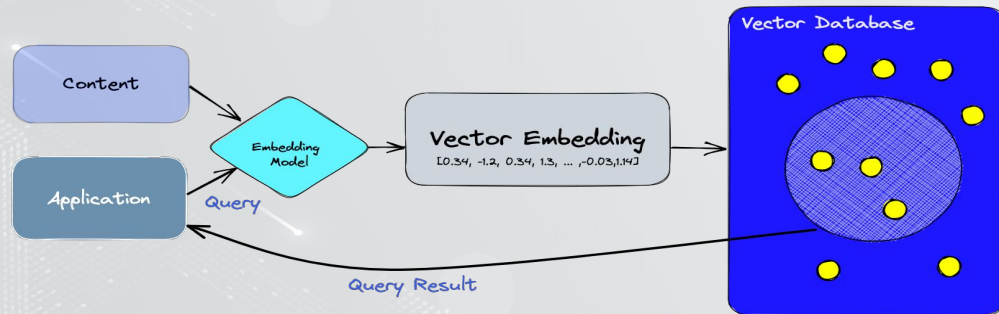 Vector Database
Content
Embedding
Model
Vector Embedding
[0.34, -1.2, 0.34, 1.3, ... ,-0.03,1.14]
Application
Query
Query Result